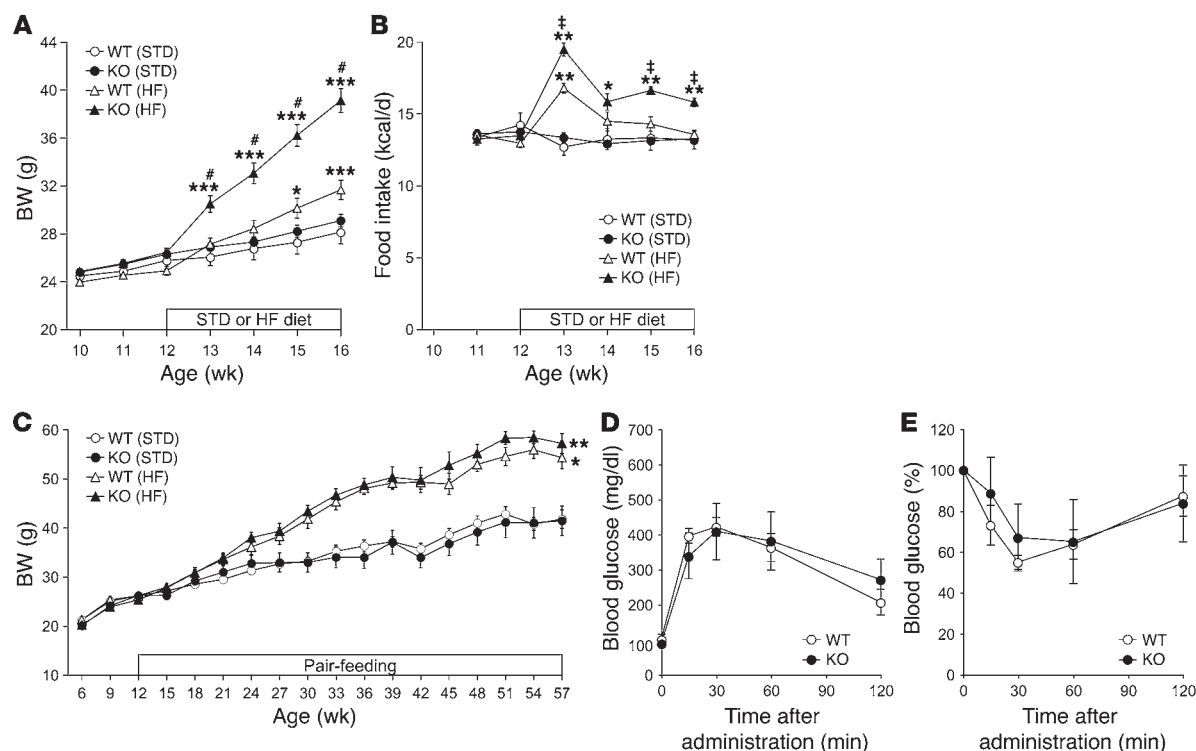 A
BW (g)
44
40
36
32
28
24
20
WT (STD)
KO (STD)
WT (HF)
KO (HF)
#
***
#
***
#
***
#
***
*
***
STD or HF diet
10 11 12 13 14 15 16
Age (wk)
B
Food intake (kcal/d)
20
15
10
5
0
‡
**
**
*
‡
**
‡
**
WT (STD)
KO (STD)
WT (HF)
KO (HF)
STD or HF diet
10 11 12 13 14 15 16
Age (wk)
C
BW (g)
60
50
40
30
20
10
WT (STD)
KO (STD)
WT (HF)
KO (HF)
**
*
Pair-feeding
6 9 12 15 18 21 24 27 30 33 36 39 42 45 48 51 54 57
Age (wk)
D
Blood glucose (mg/dl)
700
600
500
400
300
200
100
0
WT
KO
0 30 60 90 120
Time after
administration (min)
E
Blood glucose (%)
120
100
80
60
40
20
0
WT
KO
0 30 60 90 120
Time after
administration (min)